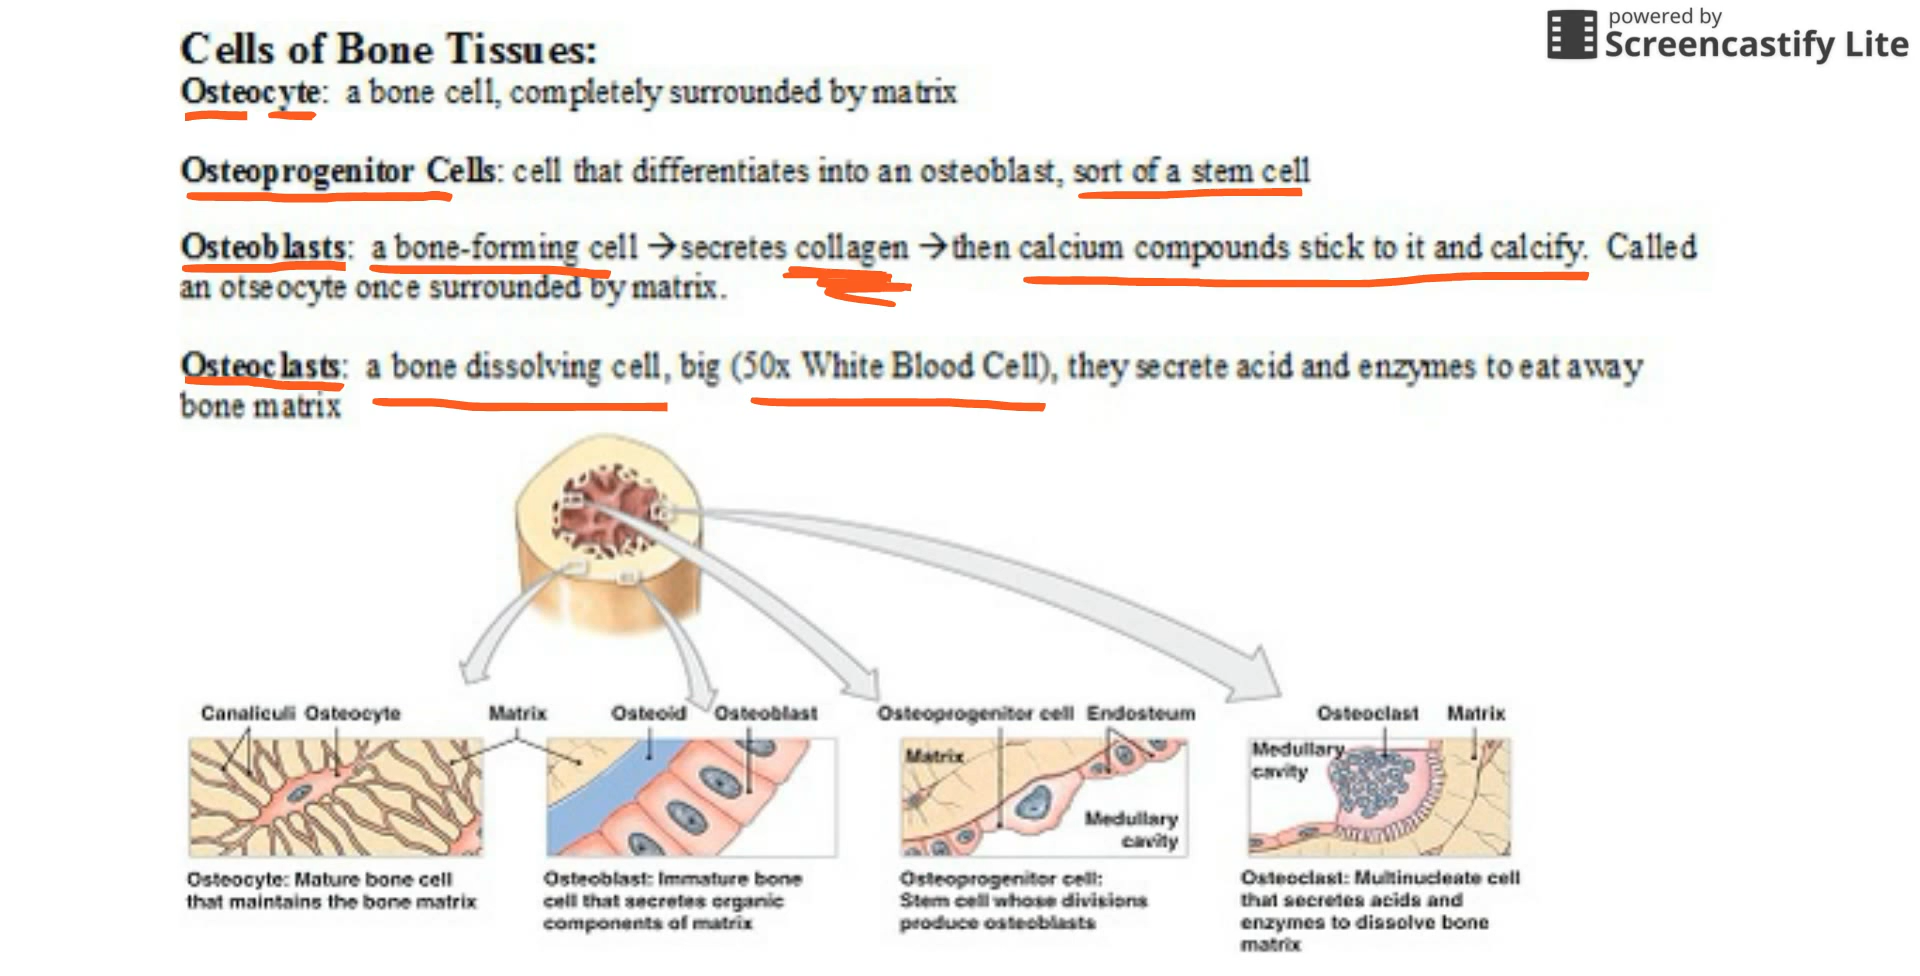 powered by
Screencastify Lite
Cells of Bone Tissues:
Osteocyte: a bone cell, completely surrounded by matrix
Osteoprogenitor Cells: cell that differentiates into an osteoblast, sort of a stem cell
Osteoblasts: a bone-forming cell →secretes collagen →then calcium compounds stick to it and calcify. Called
an otseocyte once surrounded by matrix.
Osteoclasts: a bone dissolving cell, big (50x White Blood Cell), they secrete acid and enzymes to eat away
bone matrix
Canaliculi Osteocyte Matrix Osteoid Osteoblast Osteoprogenitor cell Endosteum Osteoclast Matrix
Matrix
Medullary
cavity
Medullary
cavity
Osteocyte: Mature bone cell
that maintains the bone matrix
Osteoblast: Immature bone
cell that secretes organic
components of matrix
Osteoprogenitor cell:
Stem cell whose divisions
produce osteoblasts
Osteoclast: Multinucleate cell
that secretes acids and
enzymes to dissolve bone
matrix